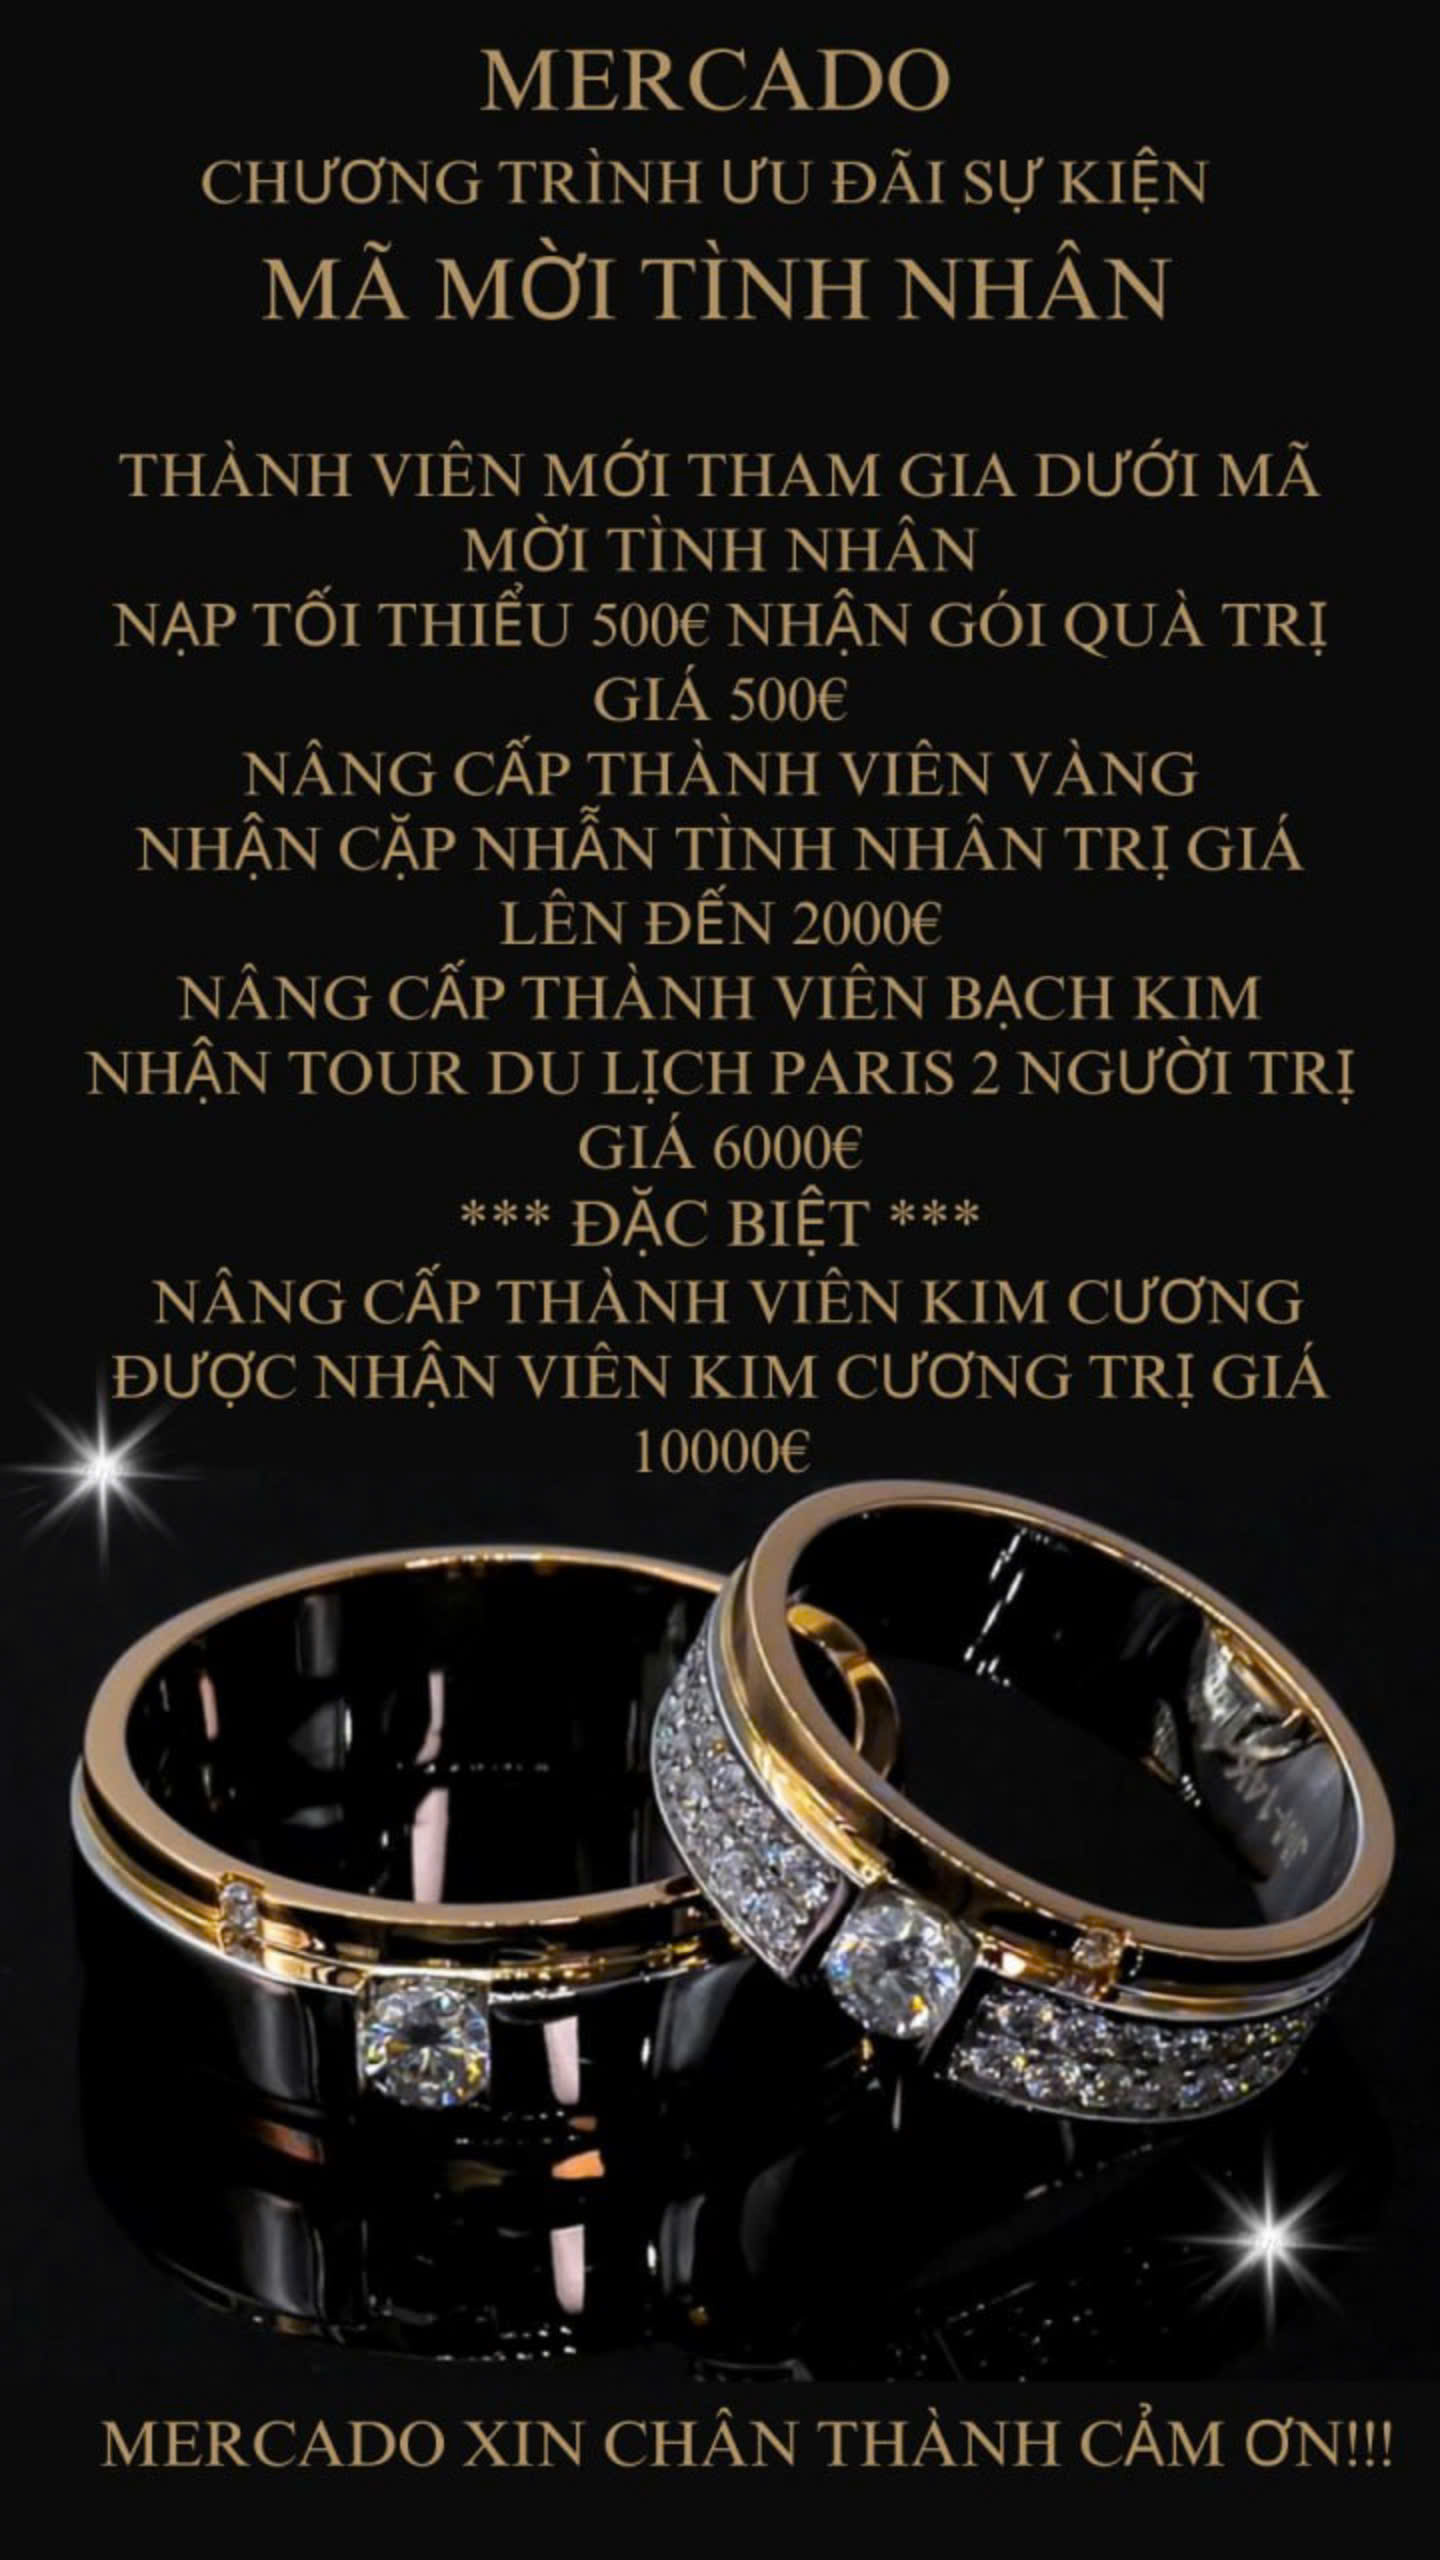 MERCADO
CHƯƠNG TRÌNH ƯU ĐÃI SỰ KIỆN
MÃ MỜI TÌNH NHÂN
THÀNH VIÊN MỚI THAM GIA DƯỚI MÃ
MỜI TÌNH NHÂN
NẠP TỐI THIỂU 500€ NHẬN GÓI QUÀ TRỊ
GIÁ 500€
NÂNG CẤP THÀNH VIÊN VÀNG
NHẬN CẶP NHẪN TÌNH NHÂN TRỊ GIÁ
LÊN ĐẾN 2000€
NÂNG CẤP THÀNH VIÊN BẠCH KIM
NHẬN TOUR DU LỊCH PARIS 2 NGƯỜI TRỊ
GIÁ 6000€
*** ĐẶC BIỆT ***
NÂNG CẤP THÀNH VIÊN KIM CƯƠNG
ĐƯỢC NHẬN VIÊN KIM CƯƠNG TRỊ GIÁ
10000€
MERCADO XIN CHÂN THÀNH CẢM ƠN!!!